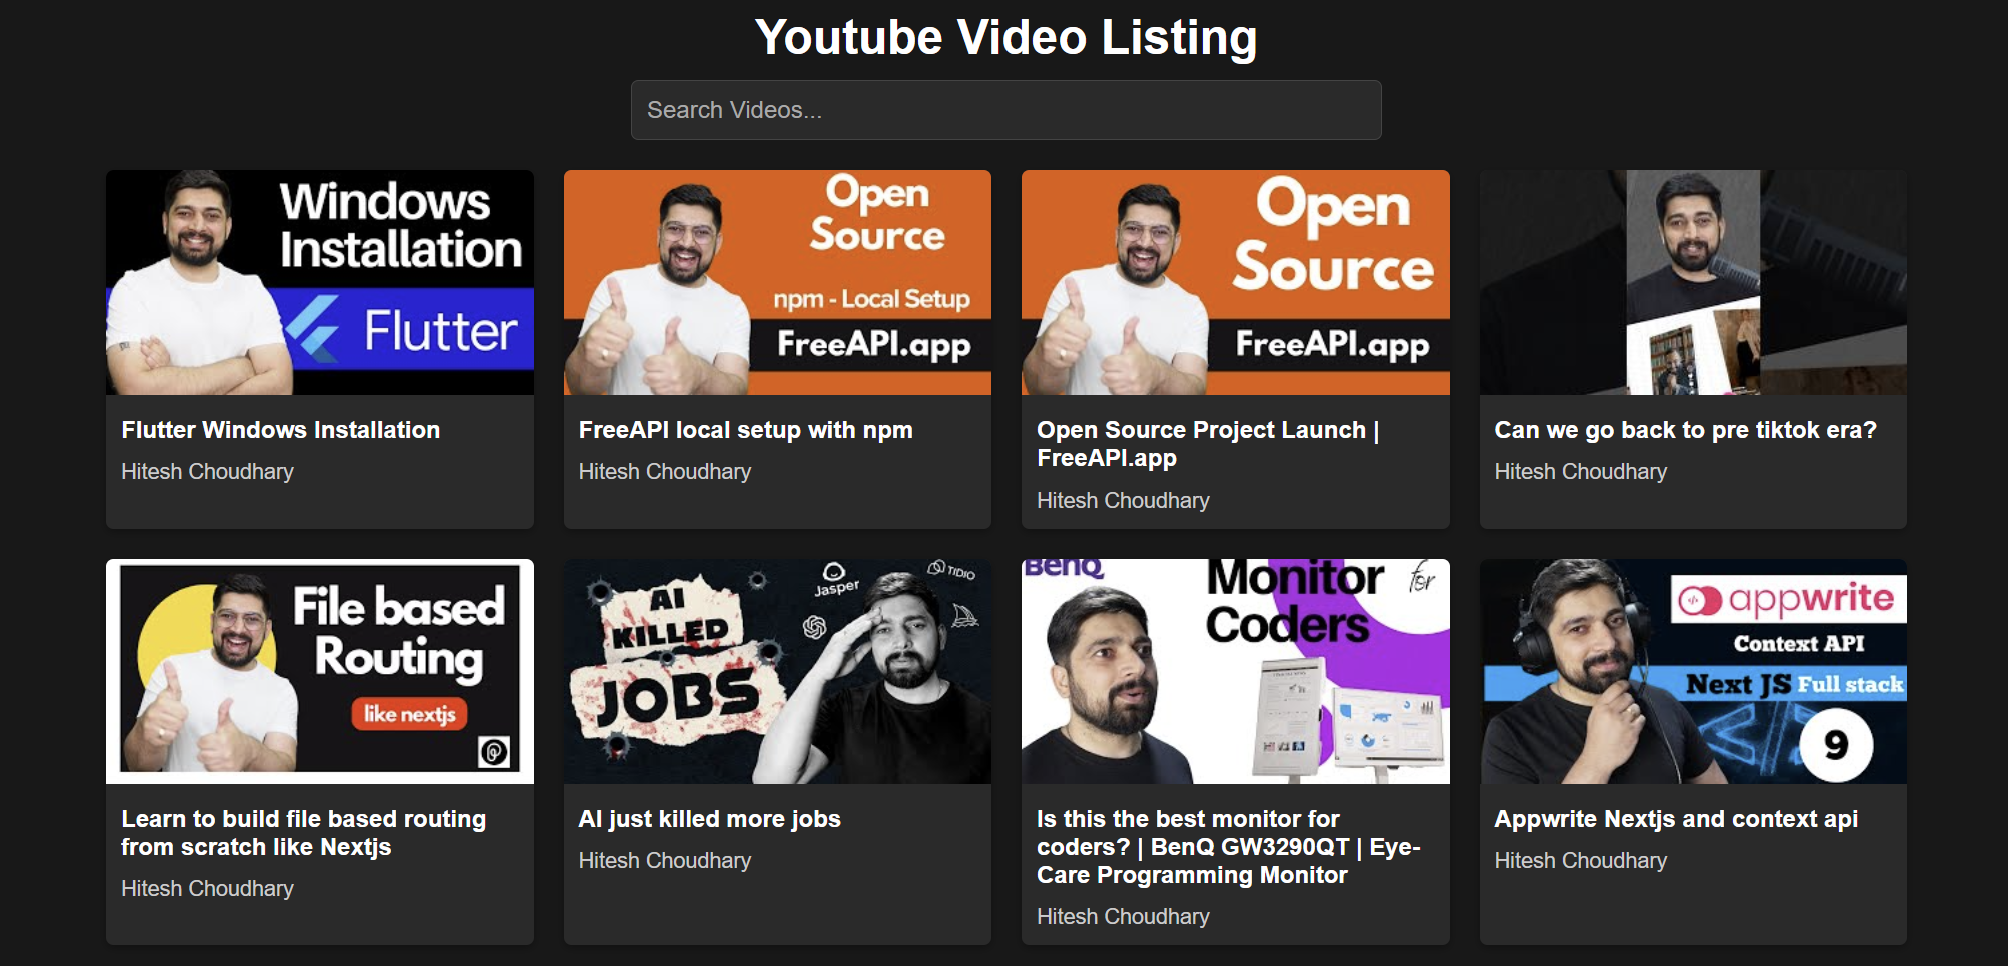 Youtube Video Listing
Search Videos...
Windows
Installation
Flutter
Flutter Windows Installation
Hitesh Choudhary
Open
Source
npm - Local Setup
FreeAPI.app
FreeAPI local setup with npm
Hitesh Choudhary
Open
Source
FreeAPI.app
Open Source Project Launch |
FreeAPI.app
Hitesh Choudhary
Can we go back to pre tiktok era?
Hitesh Choudhary
File based
Routing
like nextjs
Learn to build file based routing
from scratch like Nextjs
Hitesh Choudhary
Jasper
TIDIO
AI
KILLED
JOBS
AI just killed more jobs
Hitesh Choudhary
BenQ
Monitor
for
Coders
Is this the best monitor for
coders? | BenQ GW3290QT | Eye-
Care Programming Monitor
Hitesh Choudhary
appwrite
Context API
Next JS Full stack
9
Appwrite Nextjs and context api
Hitesh Choudhary